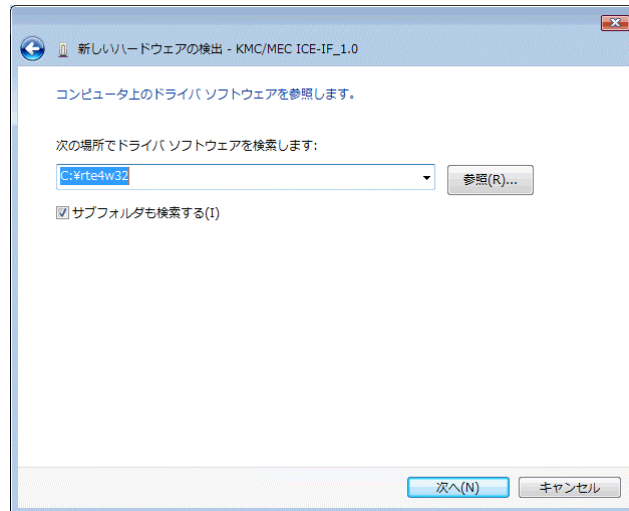 新しいハードウェアの検出 - KMC/MEC ICE-IF_1.0
コンピュータ上のドライバ ソフトウェアを参照します。
次の場所でドライバ ソフトウェアを検索します:
C:¥rte4w32
参照(R)...
サブフォルダも検索する(I)
次へ(N)
キャンセル